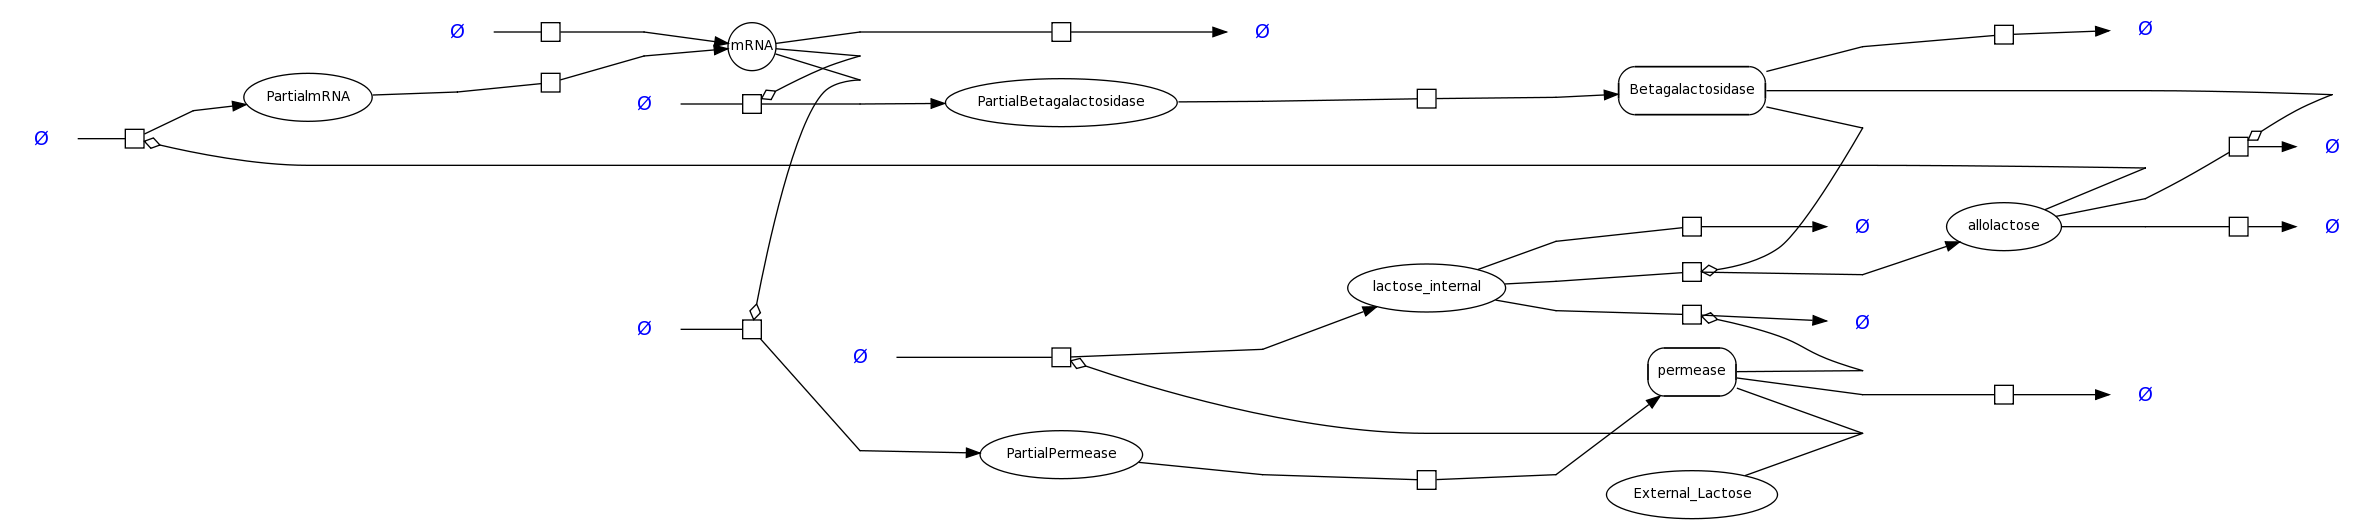 Ø
Ø
Ø
mRNA
Betagalactosidase
PartialmRNA
Ø
PartialBetagalactosidase
Ø
Ø
allolactose
Ø
Ø
lactose_internal
Ø
Ø
Ø
permease
Ø
PartialPermease
External_Lactose